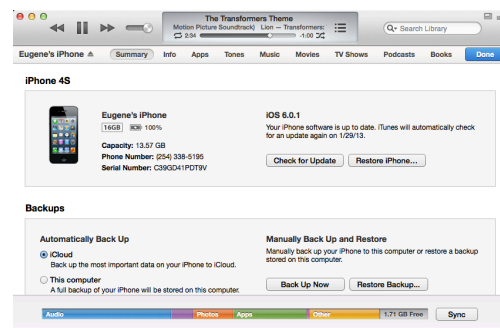 The Transformers Theme
Motion Picture Soundtrack) Lion — Transformers:
2:34 -1:00
Search Library
Eugene's iPhone Summary Info Apps Tones Music Movies TV Shows Podcasts Books Done
iPhone 4S
Eugene's iPhone
16GB 100%
Capacity: 13.57 GB
Phone Number: (254) 338-5195
Serial Number: C39GD41PDT9V
iOS 6.0.1
Your iPhone software is up to date. iTunes will automatically check
for an update again on 1/29/13.
Check for Update Restore iPhone...
Backups
Automatically Back Up
iCloud
Back up the most important data on your iPhone to iCloud.
This computer
A full backup of your iPhone will be stored on this computer.
Manually Back Up and Restore
Manually back up your iPhone to this computer or restore a backup
stored on this computer.
Back Up Now Restore Backup...
Audio Photos Apps Other 1.71 GB Free Sync